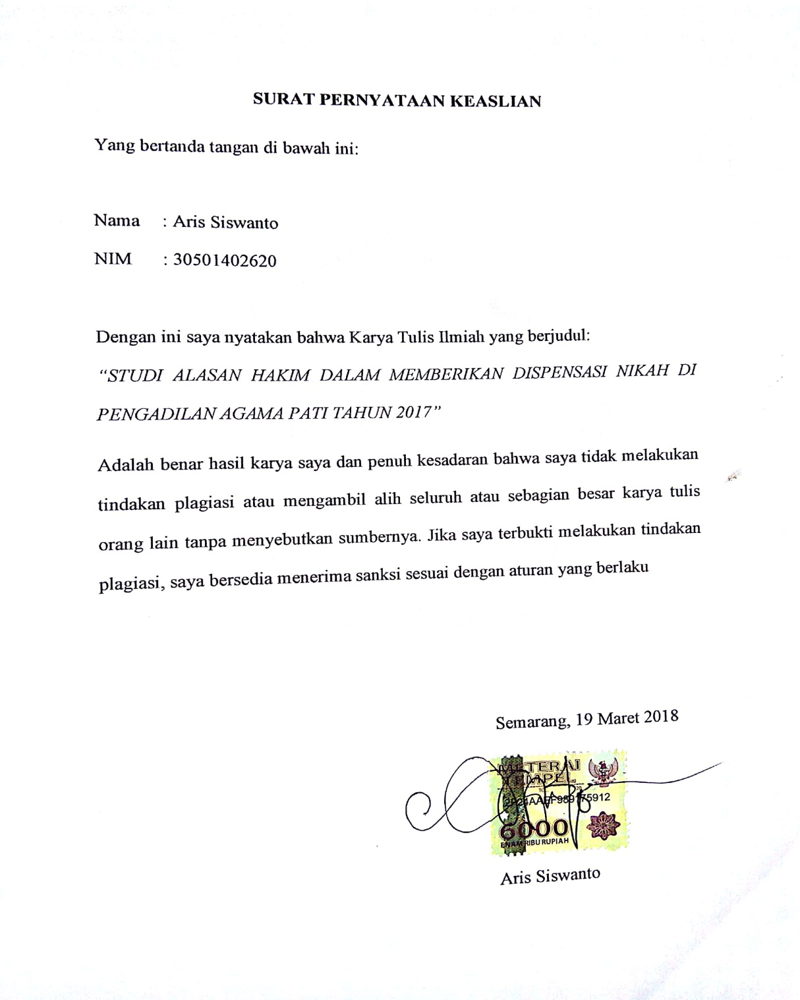 SURAT PERNYATAAN KEASLIAN
Yang bertanda tangan di bawah ini:
Nama : Aris Siswanto
NIM : 30501402620
Dengan ini saya nyatakan bahwa Karya Tulis Ilmiah yang berjudul:
“STUDI ALASAN HAKIM DALAM MEMBERIKAN DISPENSASI NIKAH DI
PENGADILAN AGAMA PATI TAHUN 2017”
Adalah benar hasil karya saya dan penuh kesadaran bahwa saya tidak melakukan
tindakan plagiasi atau mengambil alih seluruh atau sebagian besar karya tulis
orang lain tanpa menyebutkan sumbernya. Jika saya terbukti melakukan tindakan
plagiasi, saya bersedia menerima sanksi sesuai dengan aturan yang berlaku
Semarang, 19 Maret 2018
METERAI
TEMPEL
6000
ENAM RIBU RUPIAH
Aris Siswanto